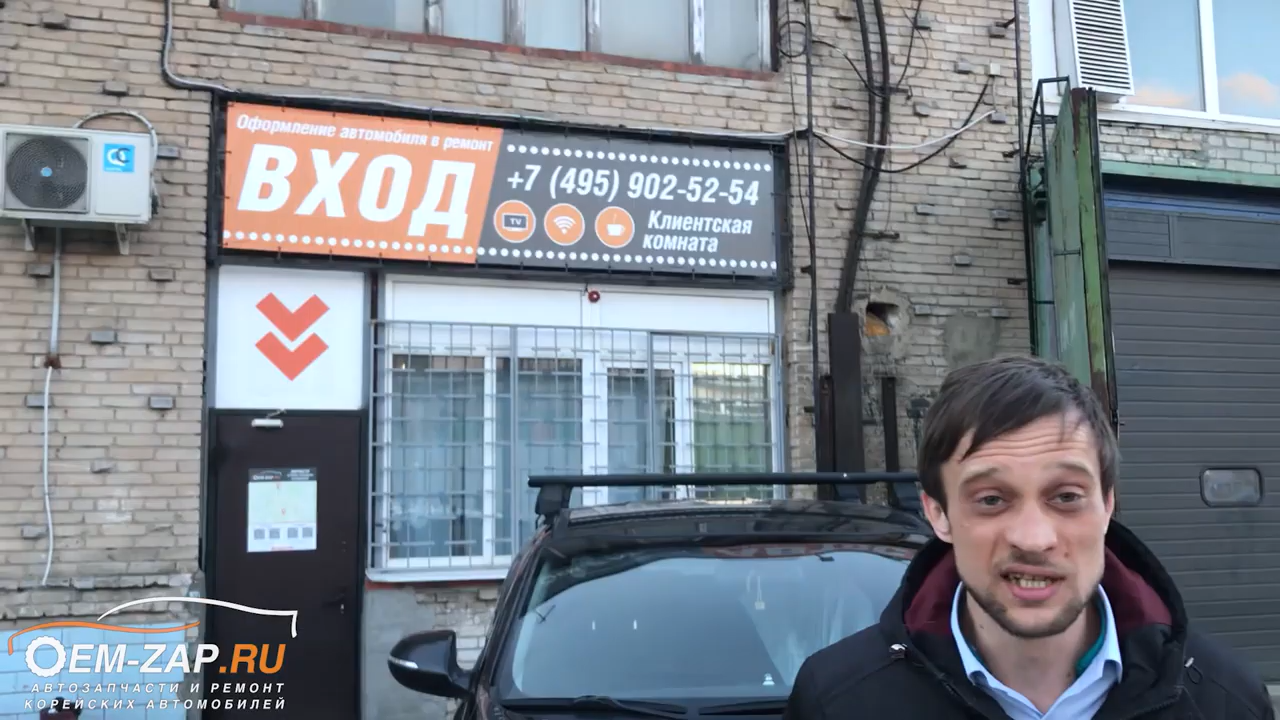 Оформление автомобиля в ремонт
ВХОД
+7 (495) 902-52-54
TV
Клиентская
комната
OEM-ZAP.RU
АВТОЗАПЧАСТИ И РЕМОНТ
КОРЕЙСКИХ АВТОМОБИЛЕЙ